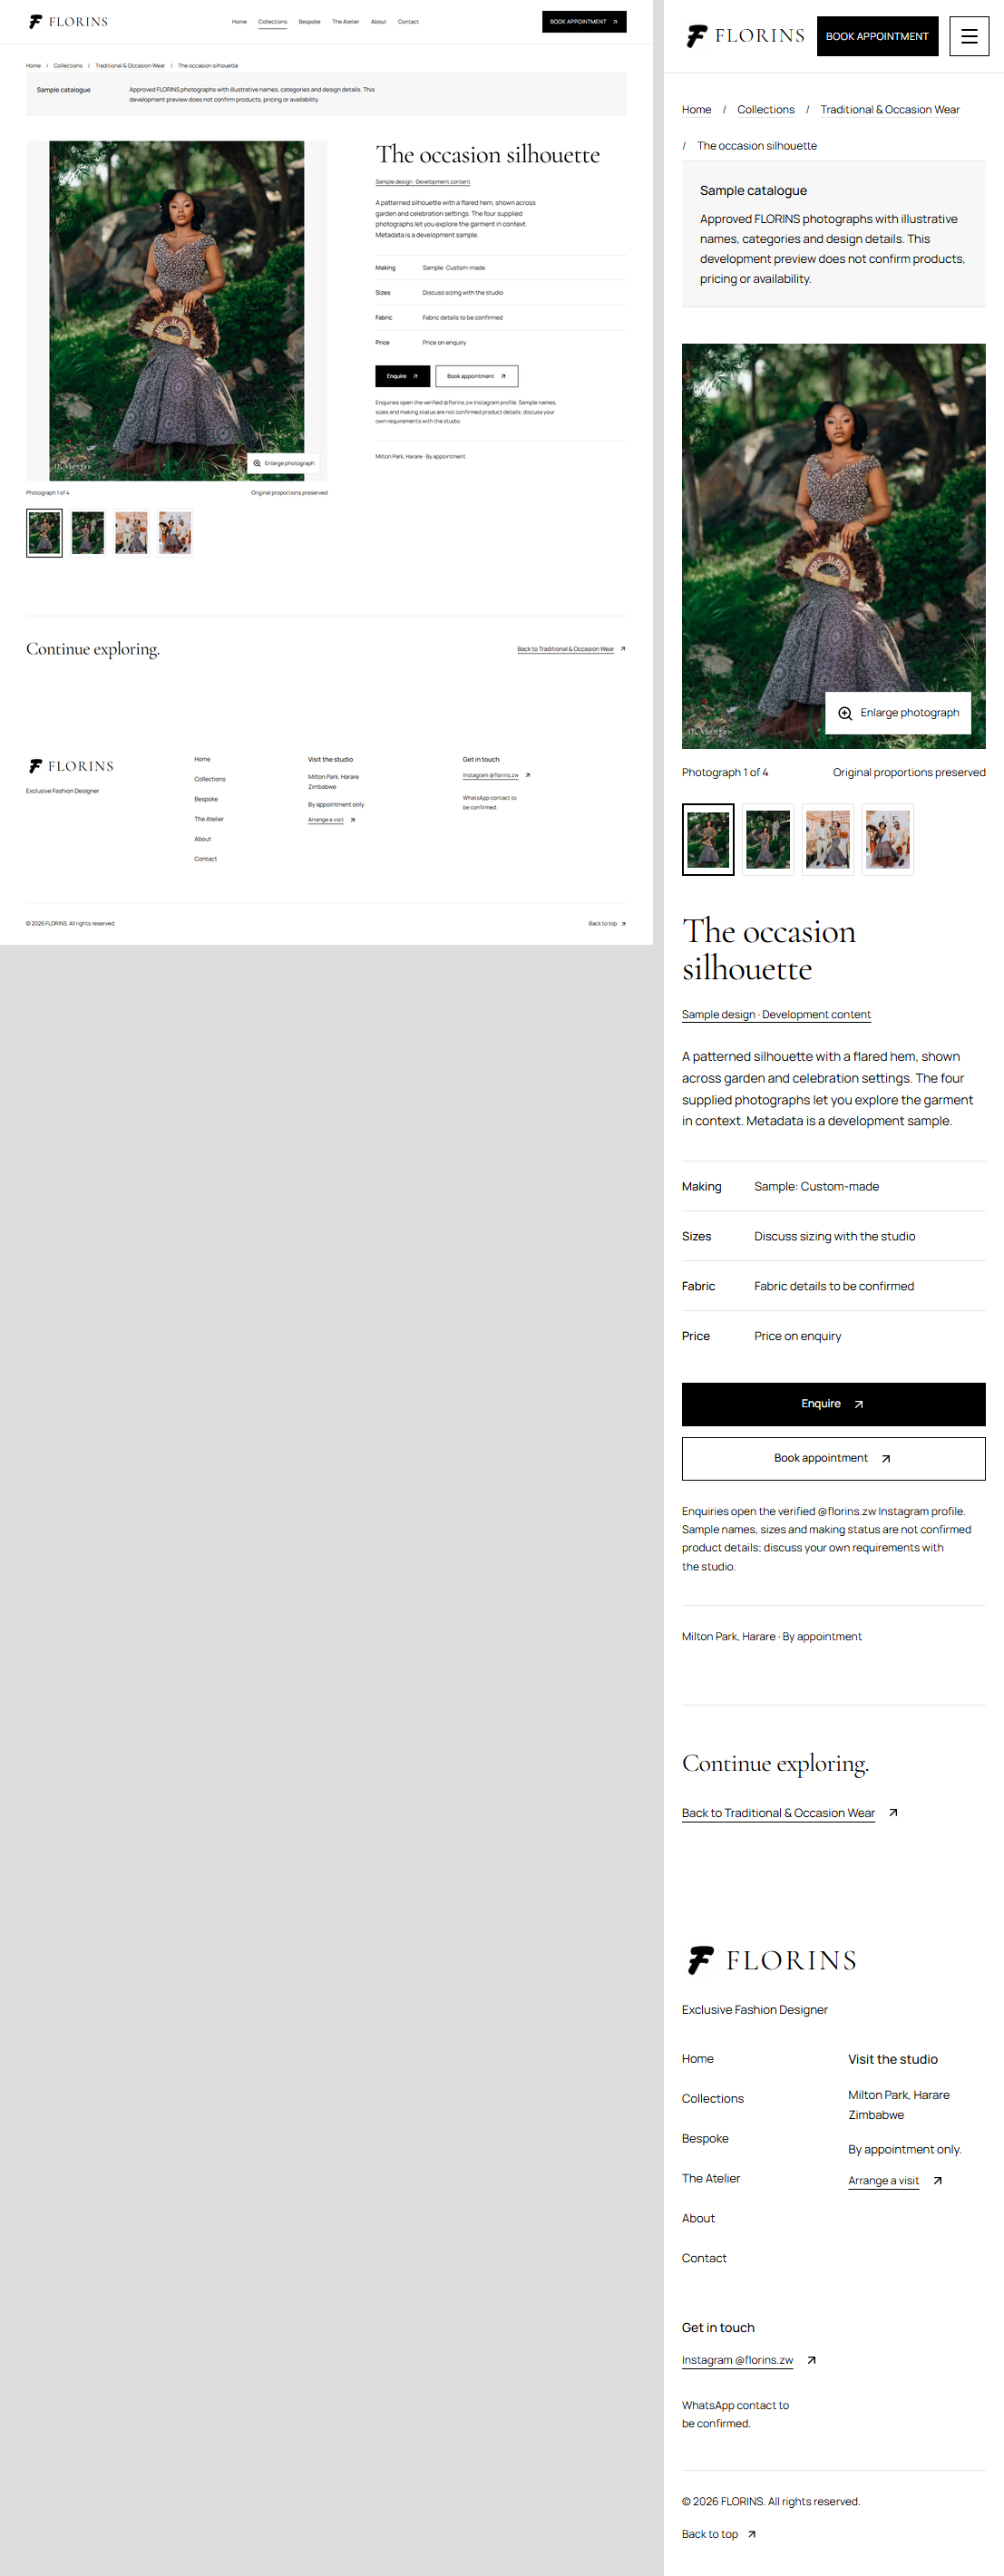 FLORINS
Home
Collections
Bespoke
The Atelier
About
Contact
BOOK APPOINTMENT
Home / Collections / Traditional & Occasion Wear / The occasion silhouette
Sample catalogue
Approved FLORINS photographs with illustrative names, categories and design details. This
development preview does not confirm products, pricing or availability.
MRS MOYO
Enlarge photograph
Photograph 1 of 4
Original proportions preserved
The occasion silhouette
Sample design · Development content
A patterned silhouette with a flared hem, shown across
garden and celebration settings. The four supplied
photographs let you explore the garment in context.
Metadata is a development sample.
Making
Sample: Custom-made
Sizes
Discuss sizing with the studio
Fabric
Fabric details to be confirmed
Price
Price on enquiry
Enquire
Book appointment
Enquiries open the verified @florins.zw Instagram profile. Sample names,
sizes and making status are not confirmed product details; discuss your
own requirements with the studio.
Milton Park, Harare · By appointment
Continue exploring.
Back to Traditional & Occasion Wear
FLORINS
Exclusive Fashion Designer
Home
Collections
Bespoke
The Atelier
About
Contact
Visit the studio
Milton Park, Harare
Zimbabwe
By appointment only.
Arrange a visit
Get in touch
Instagram @florins.zw
WhatsApp contact to
be confirmed.
© 2026 FLORINS. All rights reserved.
Back to top
FLORINS
BOOK APPOINTMENT
Home / Collections / Traditional & Occasion Wear
/ The occasion silhouette
Sample catalogue
Approved FLORINS photographs with illustrative
names, categories and design details. This
development preview does not confirm products,
pricing or availability.
Enlarge photograph
Photograph 1 of 4
Original proportions preserved
The occasion
silhouette
Sample design · Development content
A patterned silhouette with a flared hem, shown
across garden and celebration settings. The four
supplied photographs let you explore the garment
in context. Metadata is a development sample.
Making
Sample: Custom-made
Sizes
Discuss sizing with the studio
Fabric
Fabric details to be confirmed
Price
Price on enquiry
Enquire
Book appointment
Enquiries open the verified @florins.zw Instagram profile.
Sample names, sizes and making status are not confirmed
product details; discuss your own requirements with
the studio.
Milton Park, Harare · By appointment
Continue exploring.
Back to Traditional & Occasion Wear
FLORINS
Exclusive Fashion Designer
Home
Collections
Bespoke
The Atelier
About
Contact
Visit the studio
Milton Park, Harare
Zimbabwe
By appointment only.
Arrange a visit
Get in touch
Instagram @florins.zw
WhatsApp contact to
be confirmed.
© 2026 FLORINS. All rights reserved.
Back to top